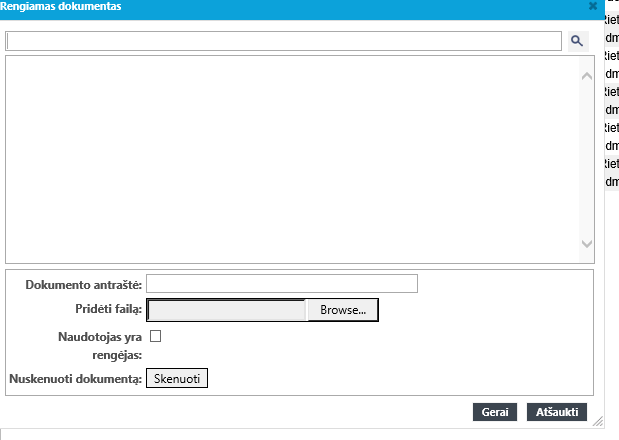 Rengiamas dokumentas
Dokumento antraštė:
Pridėti failą:
Browse...
Naudotojas yra
rengėjas:
Nuskenuoti dokumentą:
Skenuoti
Gerai
Atšaukti